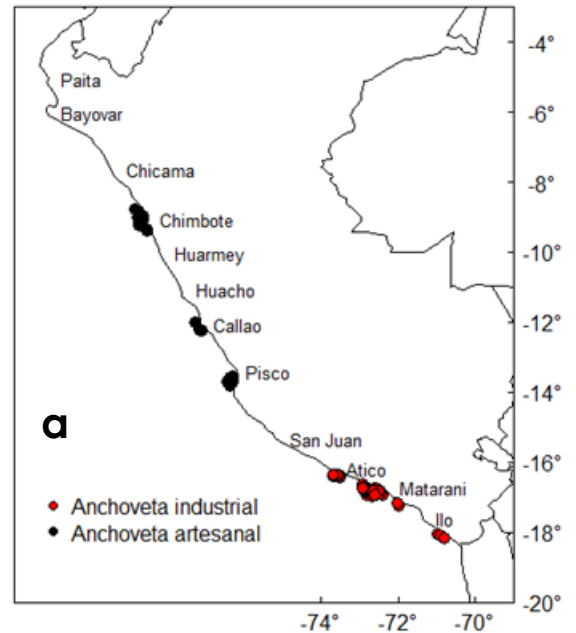 Paita
Bayovar
Chicama
Chimbote
Huarmey
Huacho
Callao
Pisco
San Juan
Atico
Matarani
Ilo
a
Anchoveta industrial
Anchoveta artesanal
-4°
-6°
-8°
-10°
-12°
-14°
-16°
-18°
-20°
-74° -72° -70°